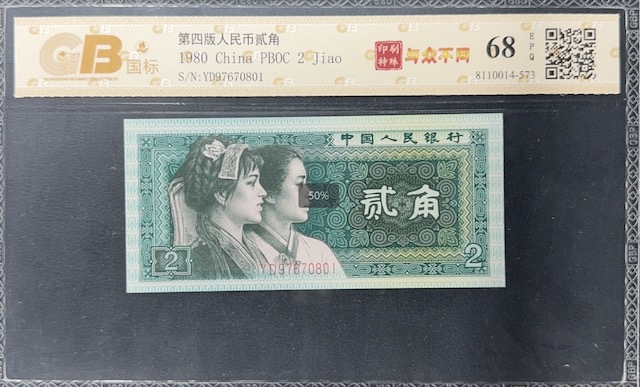 GB国标
第四版人民币贰角
1980 China PBOC 2 Jiao
S/N:YD97670801
印刷
特殊
与众不同
68
EPQ
8110014-573
中国人民银行
50%
贰角
2
2
YD97670801